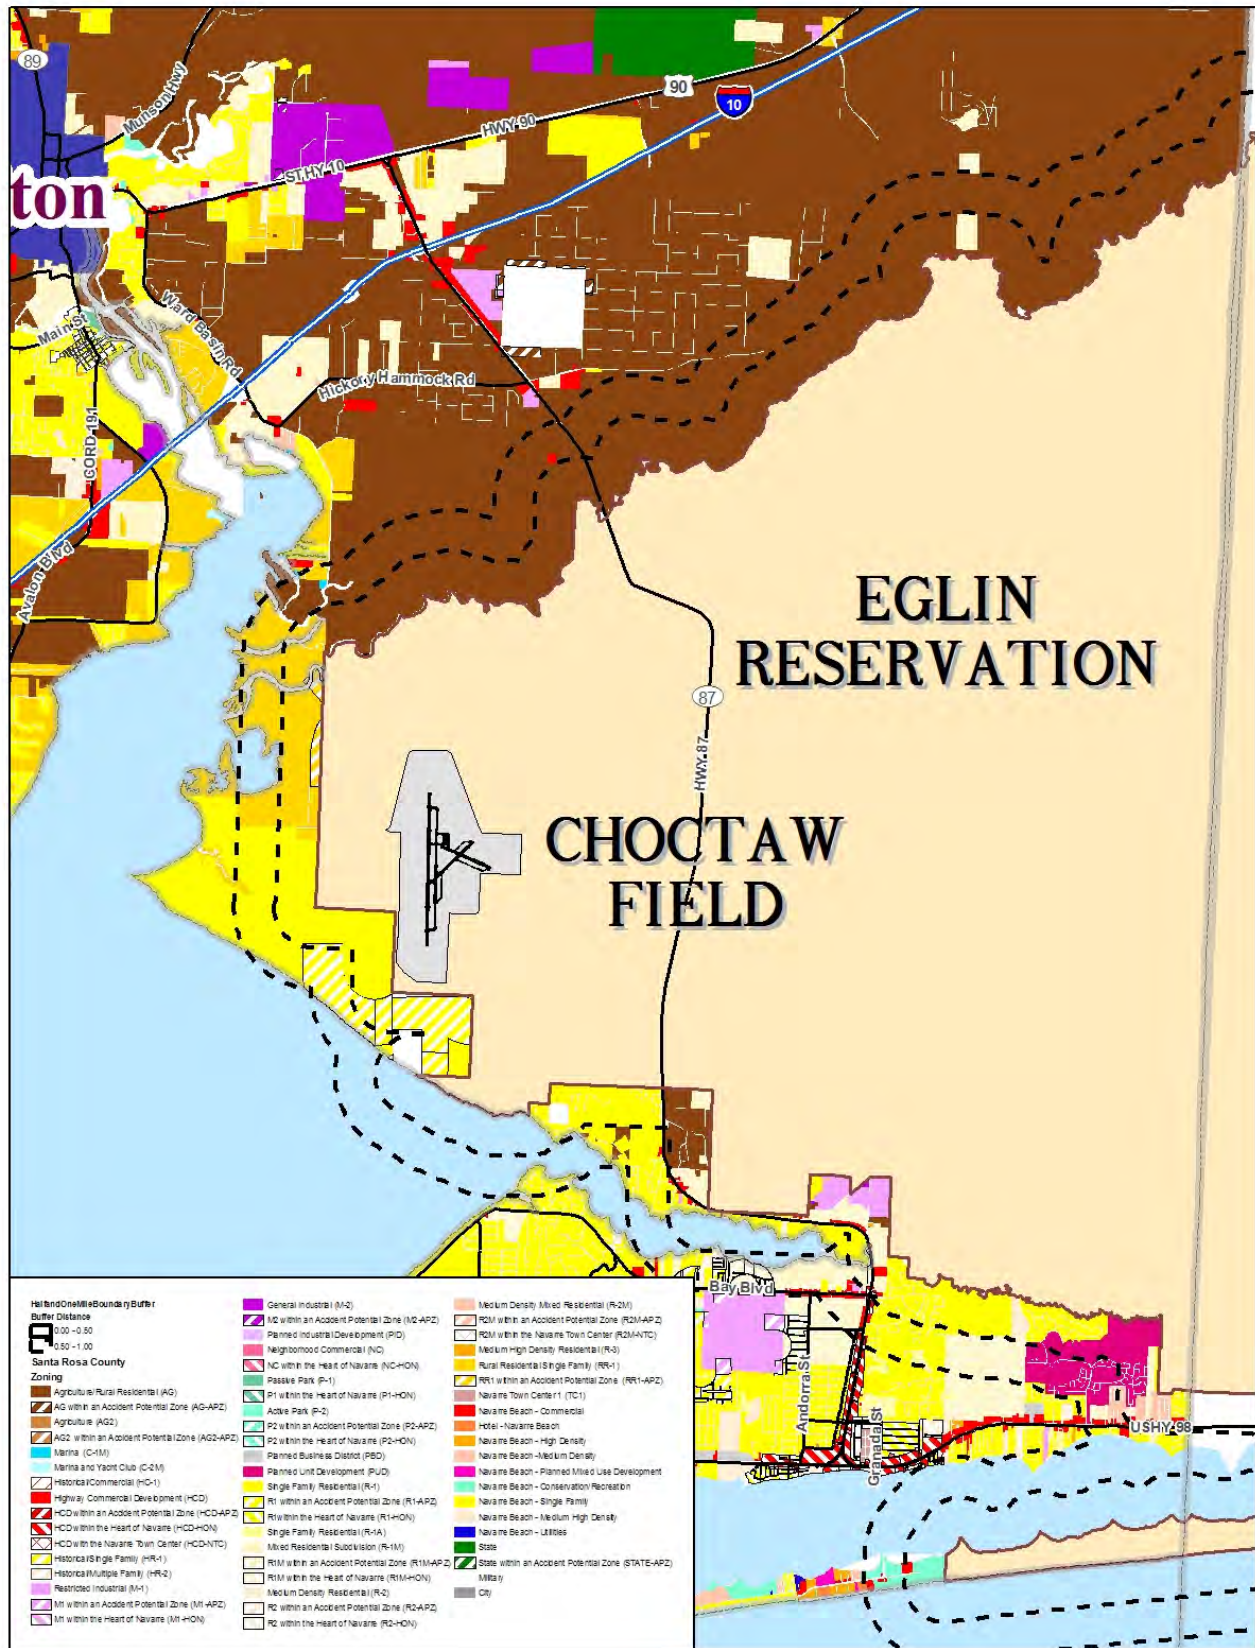 89
Munson Hwy
90
10
HWY 90
ST HY 10
ton
Ward Basin Rd
Main St
Hickory Hammock Rd
CORD 191
Avalon Blvd
EGLIN
RESERVATION
87
HWY 87
CHOCTAW
FIELD
Bay Blvd
Andorra St
Granada St
USHY 98
HalfandOneMileBoundaryBuffer
Buffer Distance
0.00 - 0.50
0.50 - 1.00
Santa Rosa County
Zoning
Agriculture/Rural Residential (AG)
AG within an Accident Potential Zone (AG-APZ)
Agriculture (AG2)
AG2 within an Accident Potential Zone (AG2-APZ)
Marina (C-1M)
Marina and Yacht Club (C-2M)
Historical/Commercial (HC-1)
Highway Commercial Development (HCD)
HCD within an Accident Potential Zone (HCD-APZ)
HCD within the Heart of Navarre (HCD-HON)
HCD with the Navarre Town Center (HCD-NTC)
Historical/Single Family (HR-1)
Historical/Multiple Family (HR-2)
Restricted Industrial (M-1)
M1 within an Accident Potential Zone (M1-APZ)
M1 within the Heart of Navarre (M1-HON)
General Industrial (M-2)
M2 within an Accident Potential Zone (M2-APZ)
Planned Industrial Development (PID)
Neighborhood Commercial (NC)
NC within the Heart of Navarre (NC-HON)
Passive Park (P-1)
P1 within the Heart of Navarre (P1-HON)
Active Park (P-2)
P2 within an Accident Potential Zone (P2-APZ)
P2 within the Heart of Navarre (P2-HON)
Planned Business District (PBD)
Planned Unit Development (PUD)
Single Family Residential (R-1)
R1 within an Accident Potential Zone (R1-APZ)
R1 within the Heart of Navarre (R1-HON)
Single Family Residential (R-1A)
Mixed Residential Subdivision (R-1M)
R1M within an Accident Potential Zone (R1M-APZ)
R1M within the Heart of Navarre (R1M-HON)
Medium Density Residential (R-2)
R2 within an Accident Potential Zone (R2-APZ)
R2 within the Heart of Navarre (R2-HON)
Medium Density Mixed Residential (R-2M)
R2M within an Accident Potential Zone (R2M-APZ)
R2M within the Navarre Town Center (R2M-NTC)
Medium High Density Residential (R-3)
Rural Residential Single Family (RR-1)
RR1 within an Accident Potential Zone (RR1-APZ)
Navarre Town Center 1 (TC1)
Navarre Beach - Commercial
Hotel - Navarre Beach
Navarre Beach - High Density
Navarre Beach - Medium Density
Navarre Beach - Planned Mixed Use Development
Navarre Beach - Conservation/Recreation
Navarre Beach - Single Family
Navarre Beach - Medium High Density
Navarre Beach - Utilities
State
State within an Accident Potential Zone (STATE-APZ)
Military
City